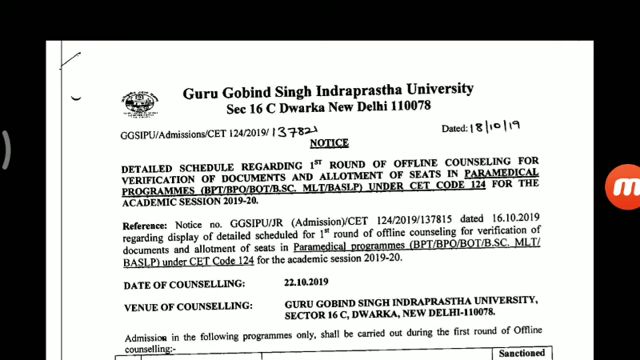 Guru Gobind Singh Indraprastha University
Sec 16 C Dwarka New Delhi 110078
GGSIPU/Admissions/CET 124/2019/137821 Dated: 18/10/19
NOTICE
DETAILED SCHEDULE REGARDING 1ST ROUND OF OFFLINE COUNSELING FOR
VERIFICATION OF DOCUMENTS AND ALLOTMENT OF SEATS IN PARAMEDICAL
PROGRAMMES (BPT/BPO/BOT/B.SC. MLT/BASLP) UNDER CET CODE 124 FOR THE
ACADEMIC SESSION 2019-20.
Reference: Notice no. GGSIPU/JR (Admission)/CET 124/2019/137815 dated 16.10.2019
regarding display of detailed scheduled for 1st round of offline counseling for verification of
documents and allotment of seats in Paramedical programmes (BPT/BPO/BOT/B.SC. MLT/
BASLP) under CET Code 124 for the academic session 2019-20.
DATE OF COUNSELLING: 22.10.2019
VENUE OF COUNSELLING: GURU GOBIND SINGH INDRAPRASTHA UNIVERSITY,
SECTOR 16 C, DWARKA, NEW DELHI-110078.
Admission in the following programmes only, shall be carried out during the first round of Offline
counselling:-
Sanctioned